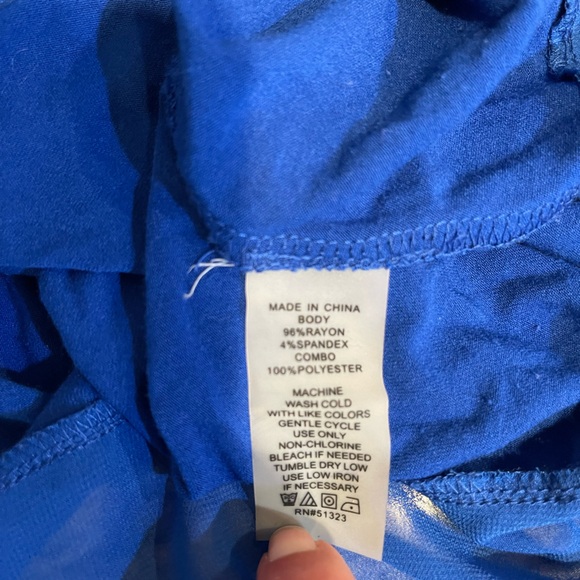 MADE IN CHINA
BODY
96%RAYON
4%SPANDEX
COMBO
100%POLYESTER
MACHINE
WASH COLD
WITH LIKE COLORS
GENTLE CYCLE
USE ONLY
NON-CHLORINE
BLEACH IF NEEDED
TUMBLE DRY LOW
USE LOW IRON
IF NECESSARY
RN#51323